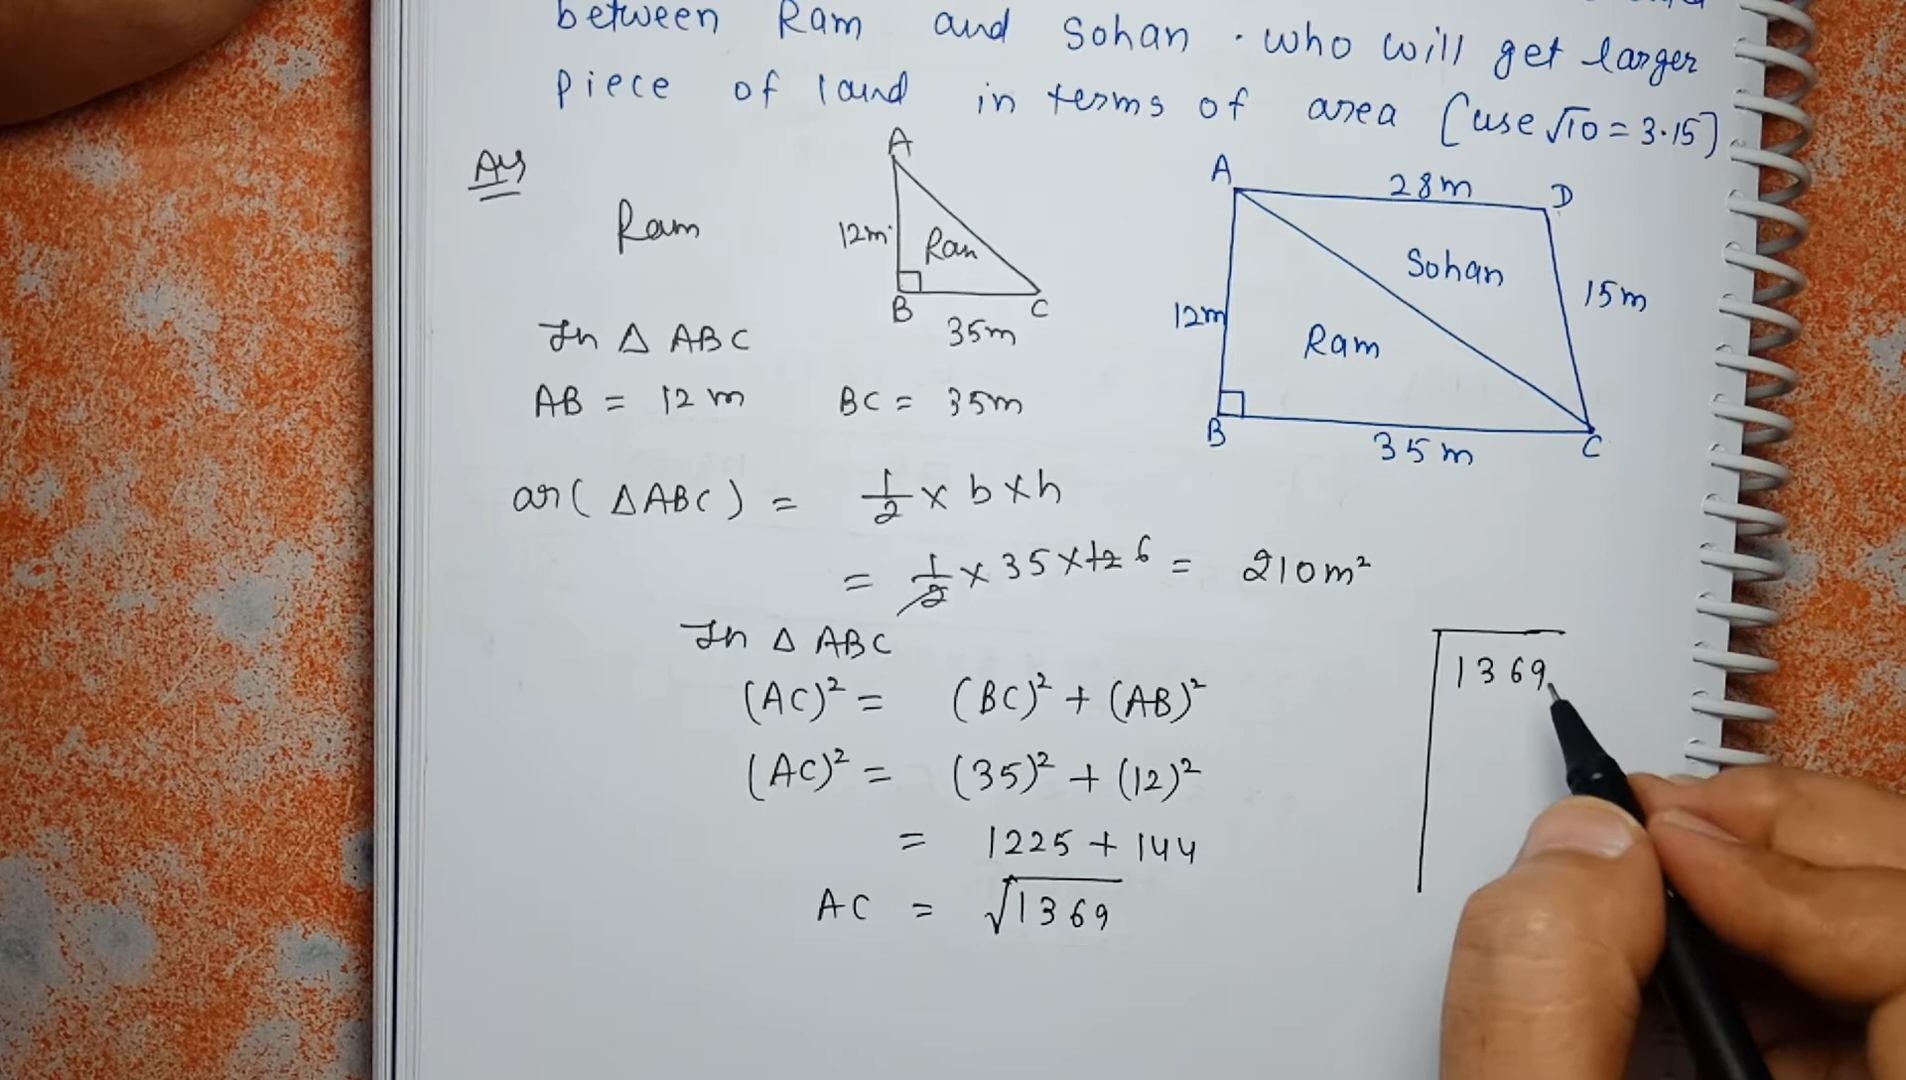 between Ram and Sohan . who will get larger
piece of land in terms of area [use √10 = 3.15]
Ans
Ram
A
12m
Ram
B
C
35m
A
28m
D
Sohan
15m
12m
Ram
B
35m
C
In △ ABC
AB = 12 m BC = 35m
ar( △ABC ) = 1/2 × b × h
= 1/2 × 35 × 12 6 = 210m²
In △ ABC
(AC)² = (BC)² + (AB)²
(AC)² = (35)² + (12)²
= 1225 + 144
AC = √1369
1369